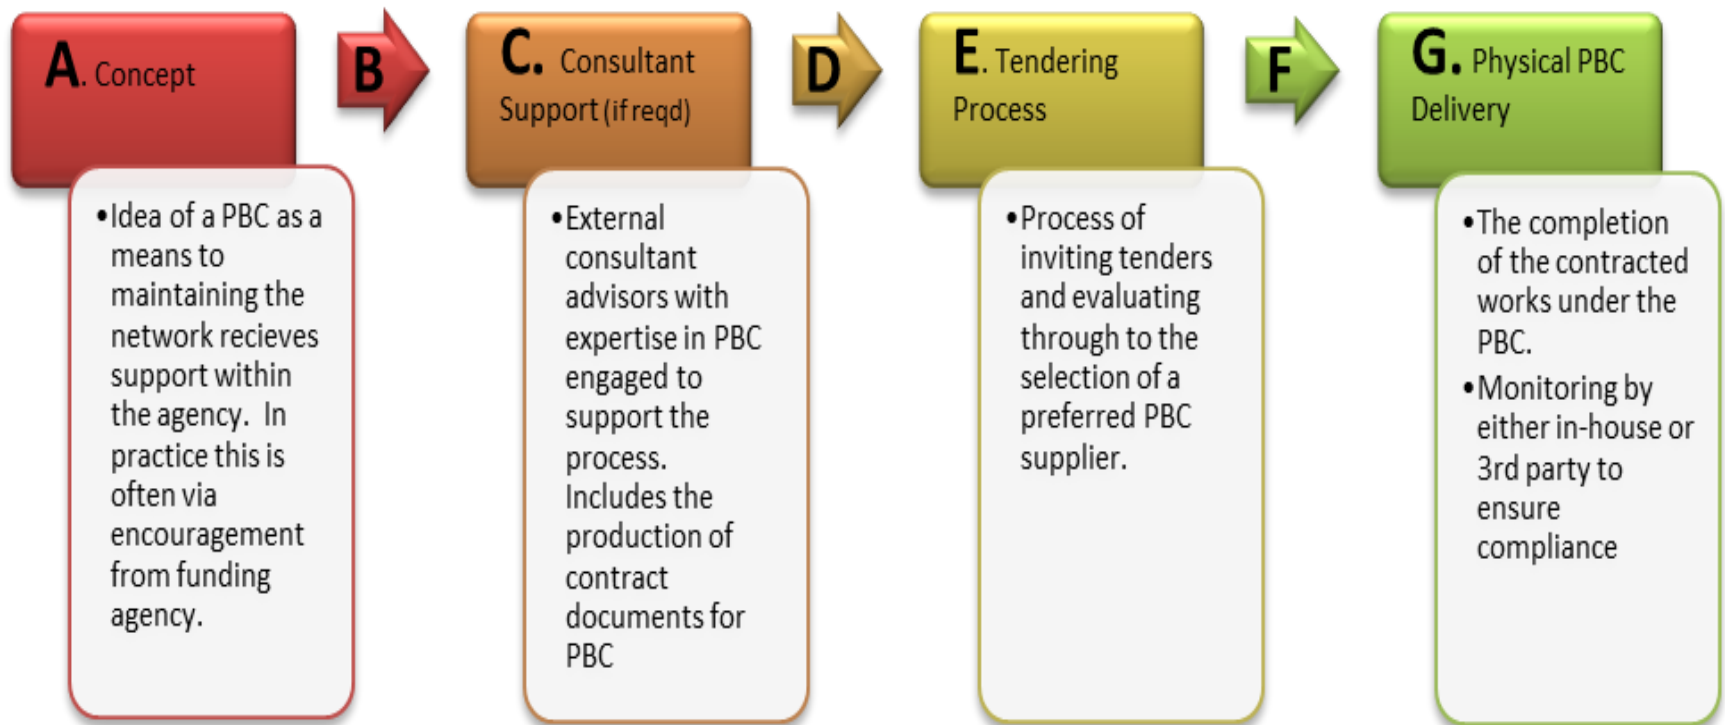 A. Concept
•Idea of a PBC as a
means to
maintaining the
network recieves
support within
the agency.  In
practice this is
often via
encouragement
from funding
agency.
B
C. Consultant
Support (if reqd)
•External
consultant
advisors with
expertise in PBC
engaged to
support the
process.
Includes the
production of
contract
documents for
PBC
D
E. Tendering
Process
•Process of
inviting tenders
and evaluating
through to the
selection of a
preferred PBC
supplier.
F
G. Physical PBC
Delivery
•The completion
of the contracted
works under the
PBC.
•Monitoring by
either in-house or
3rd party to
ensure
compliance